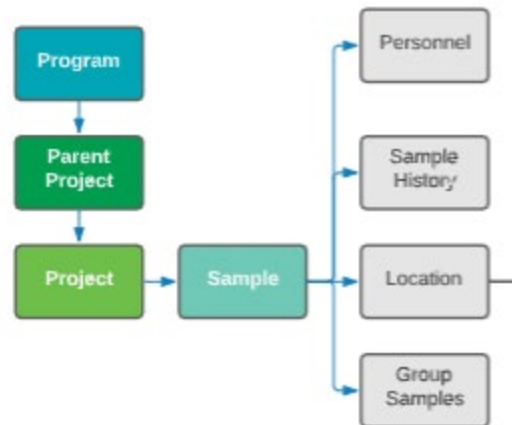 Program
Parent
Project
Project
Sample
Personnel
Sample
History
Location
Group
Samples